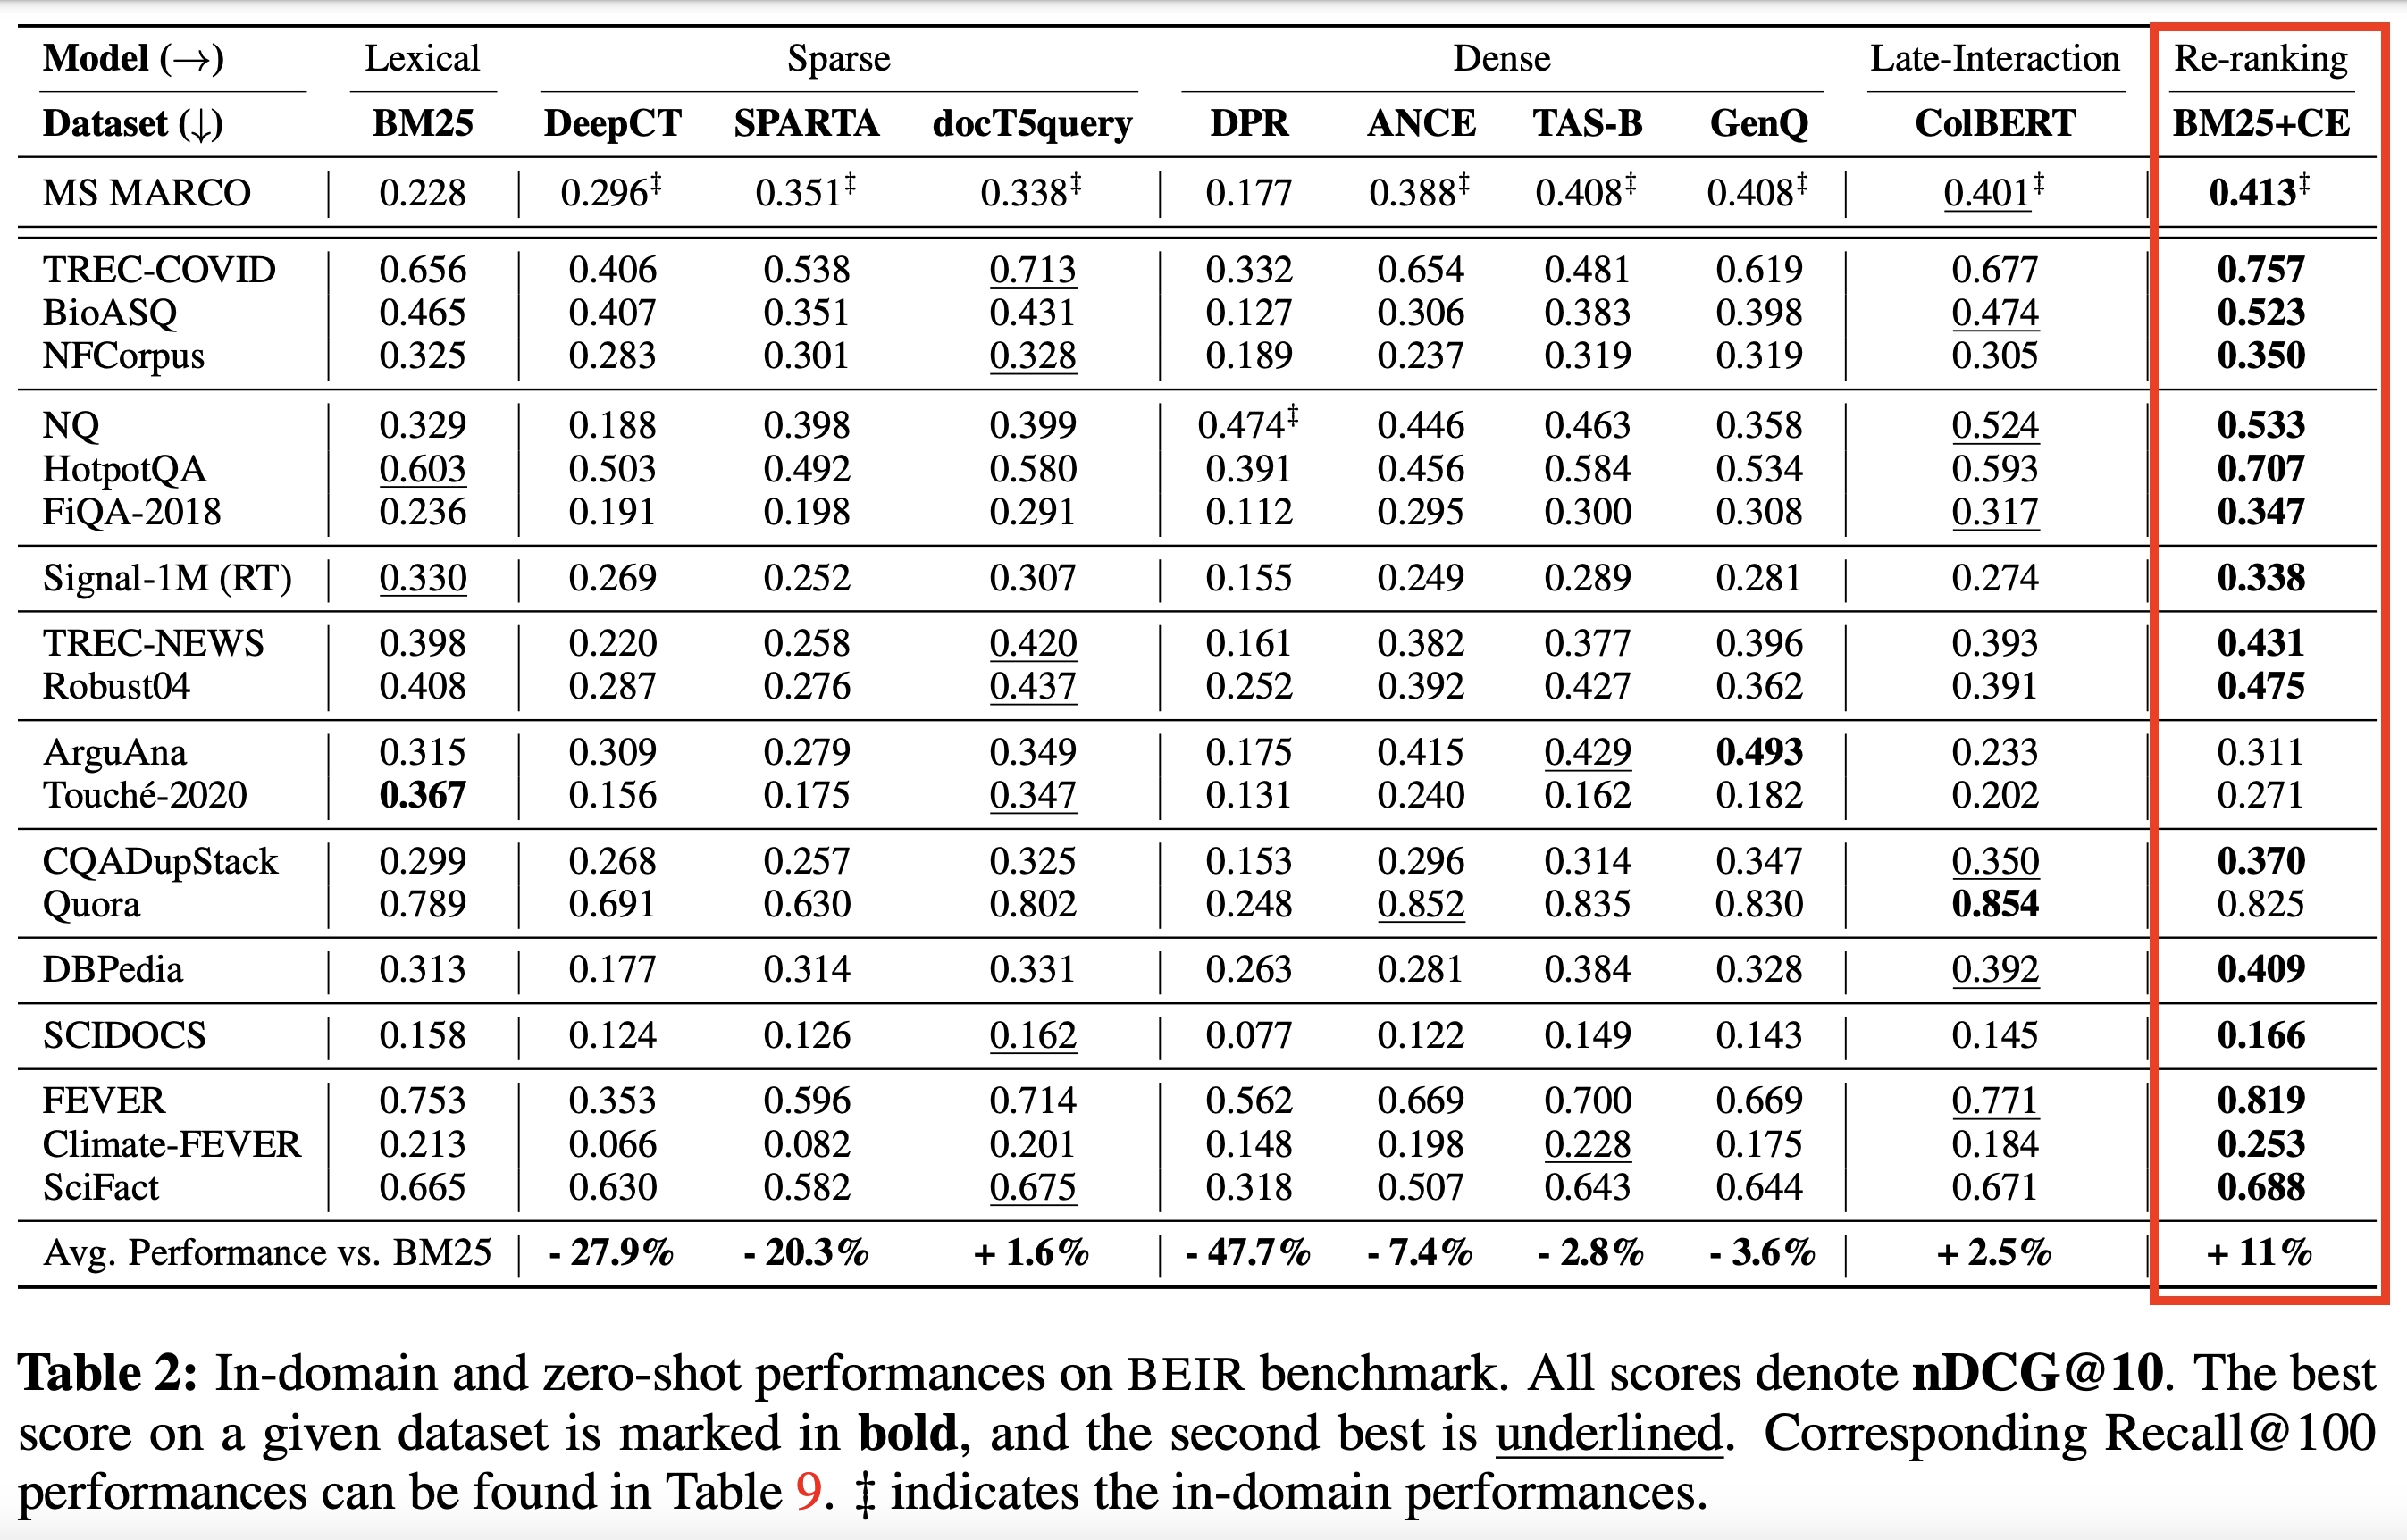 Model (→) Lexical Sparse Dense Late-Interaction Re-ranking
Dataset (↓) BM25 DeepCT SPARTA docT5query DPR ANCE TAS-B GenQ ColBERT BM25+CE
MS MARCO 0.228 0.296‡ 0.351‡ 0.338‡ 0.177 0.388‡ 0.408‡ 0.408‡ 0.401‡ 0.413‡
TREC-COVID 0.656 0.406 0.538 0.713 0.332 0.654 0.481 0.619 0.677 0.757
BioASQ 0.465 0.407 0.351 0.431 0.127 0.306 0.383 0.398 0.474 0.523
NFCorpus 0.325 0.283 0.301 0.328 0.189 0.237 0.319 0.319 0.305 0.350
NQ 0.329 0.188 0.398 0.399 0.474‡ 0.446 0.463 0.358 0.524 0.533
HotpotQA 0.603 0.503 0.492 0.580 0.391 0.456 0.584 0.534 0.593 0.707
FiQA-2018 0.236 0.191 0.198 0.291 0.112 0.295 0.300 0.308 0.317 0.347
Signal-1M (RT) 0.330 0.269 0.252 0.307 0.155 0.249 0.289 0.281 0.274 0.338
TREC-NEWS 0.398 0.220 0.258 0.420 0.161 0.382 0.377 0.396 0.393 0.431
Robust04 0.408 0.287 0.276 0.437 0.252 0.392 0.427 0.362 0.391 0.475
ArguAna 0.315 0.309 0.279 0.349 0.175 0.415 0.429 0.493 0.233 0.311
Touché-2020 0.367 0.156 0.175 0.347 0.131 0.240 0.162 0.182 0.202 0.271
CQADupStack 0.299 0.268 0.257 0.325 0.153 0.296 0.314 0.347 0.350 0.370
Quora 0.789 0.691 0.630 0.802 0.248 0.852 0.835 0.830 0.854 0.825
DBPedia 0.313 0.177 0.314 0.331 0.263 0.281 0.384 0.328 0.392 0.409
SCIDOCS 0.158 0.124 0.126 0.162 0.077 0.122 0.149 0.143 0.145 0.166
FEVER 0.753 0.353 0.596 0.714 0.562 0.669 0.700 0.669 0.771 0.819
Climate-FEVER 0.213 0.066 0.082 0.201 0.148 0.198 0.228 0.175 0.184 0.253
SciFact 0.665 0.630 0.582 0.675 0.318 0.507 0.643 0.644 0.671 0.688
Avg. Performance vs. BM25 - 27.9% - 20.3% + 1.6% - 47.7% - 7.4% - 2.8% - 3.6% + 2.5% + 11%
Table 2: In-domain and zero-shot performances on BEIR benchmark. All scores denote nDCG@10. The best
score on a given dataset is marked in bold, and the second best is underlined. Corresponding Recall@100
performances can be found in Table 9. ‡ indicates the in-domain performances.